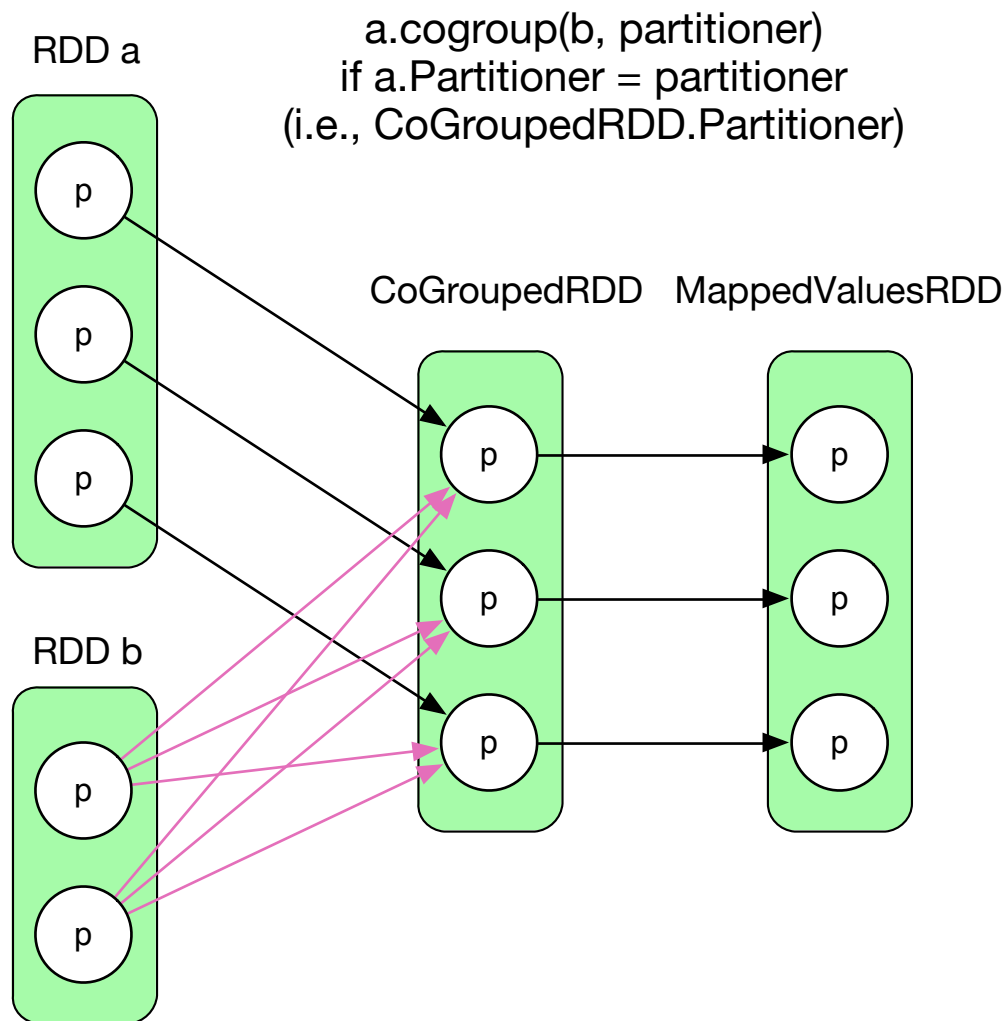 RDD a
a.cogroup(b, partitioner)
if a.Partitioner = partitioner
(i.e., CoGroupedRDD.Partitioner)
p
p
p
CoGroupedRDD
MappedValuesRDD
p
p
p
p
p
p
RDD b
p
p